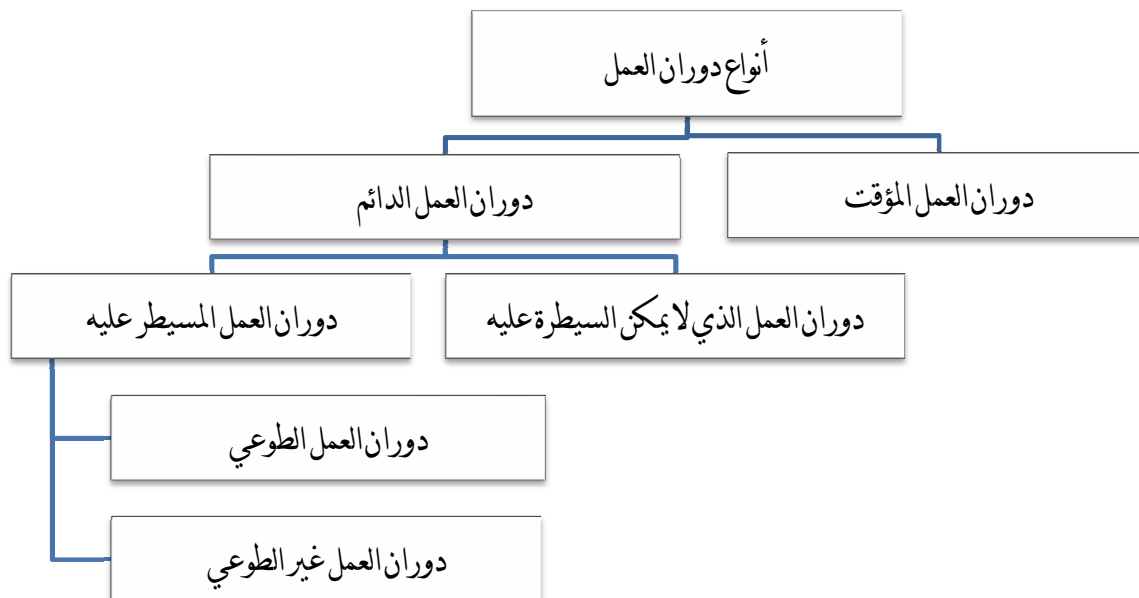 أنواع دوران العمل
دوران العمل المؤقت
دوران العمل الدائم
دوران العمل الذي لا يمكن السيطرة عليه
دوران العمل المسيطر عليه
دوران العمل الطوعي
دوران العمل غير الطوعي